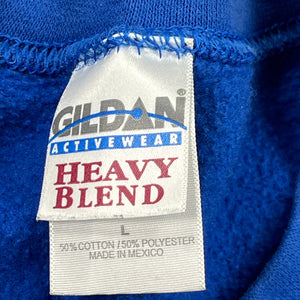 GILDAN®
ACTIVEWEAR
HEAVY
BLEND
L
50% COTTON / 50% POLYESTER
MADE IN MEXICO